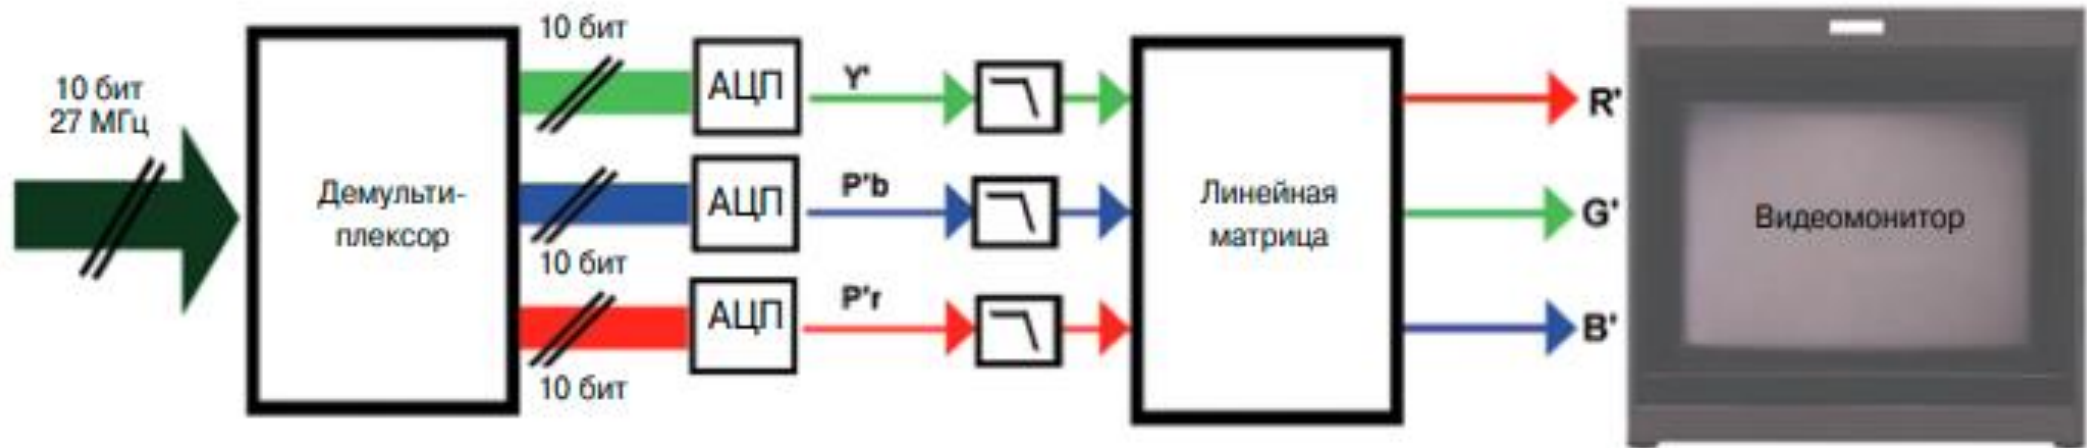 10 бит
27 МГц
Демульти-
плексор
10 бит
10 бит
10 бит
АЦП
АЦП
АЦП
Y'
P'b
P'r
Линейная
матрица
R'
G'
B'
Видеомонитор